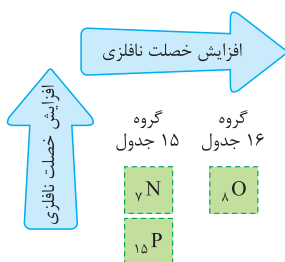 افزایش خصلت نافلزی
افزایش خصلت نافلزی
گروه
۱۶ جدول
گروه
۱۵ جدول
۸O
۷N
۱۵P